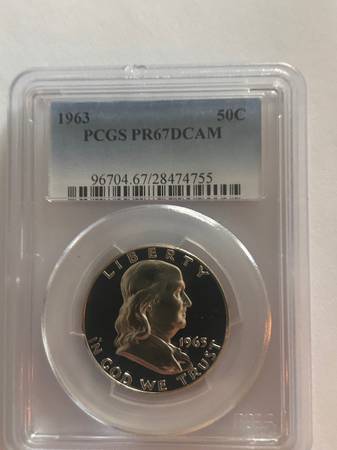 1963 50C
PCGS PR67DCAM
96704.67/28474755
LIBERTY
1963
IN GOD WE TRUST